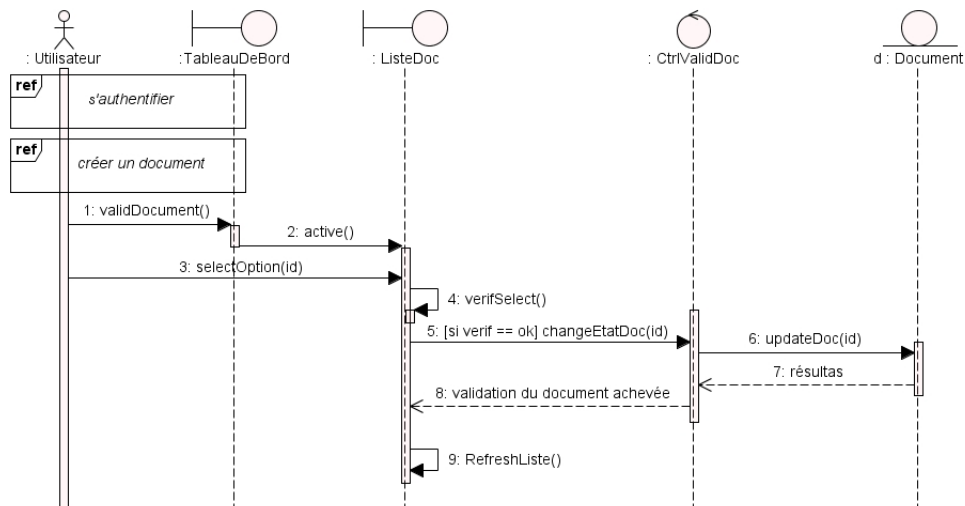 : Utilisateur
:TableauDeBord
: ListeDoc
: CtrlValidDoc
d : Document
ref
s'authentifier
ref
créer un document
1: validDocument()
2: active()
3: selectOption(id)
4: verifSelect()
5: [si verif == ok] changeEtatDoc(id)
6: updateDoc(id)
7: résultas
8: validation du document achevée
9: RefreshListe()